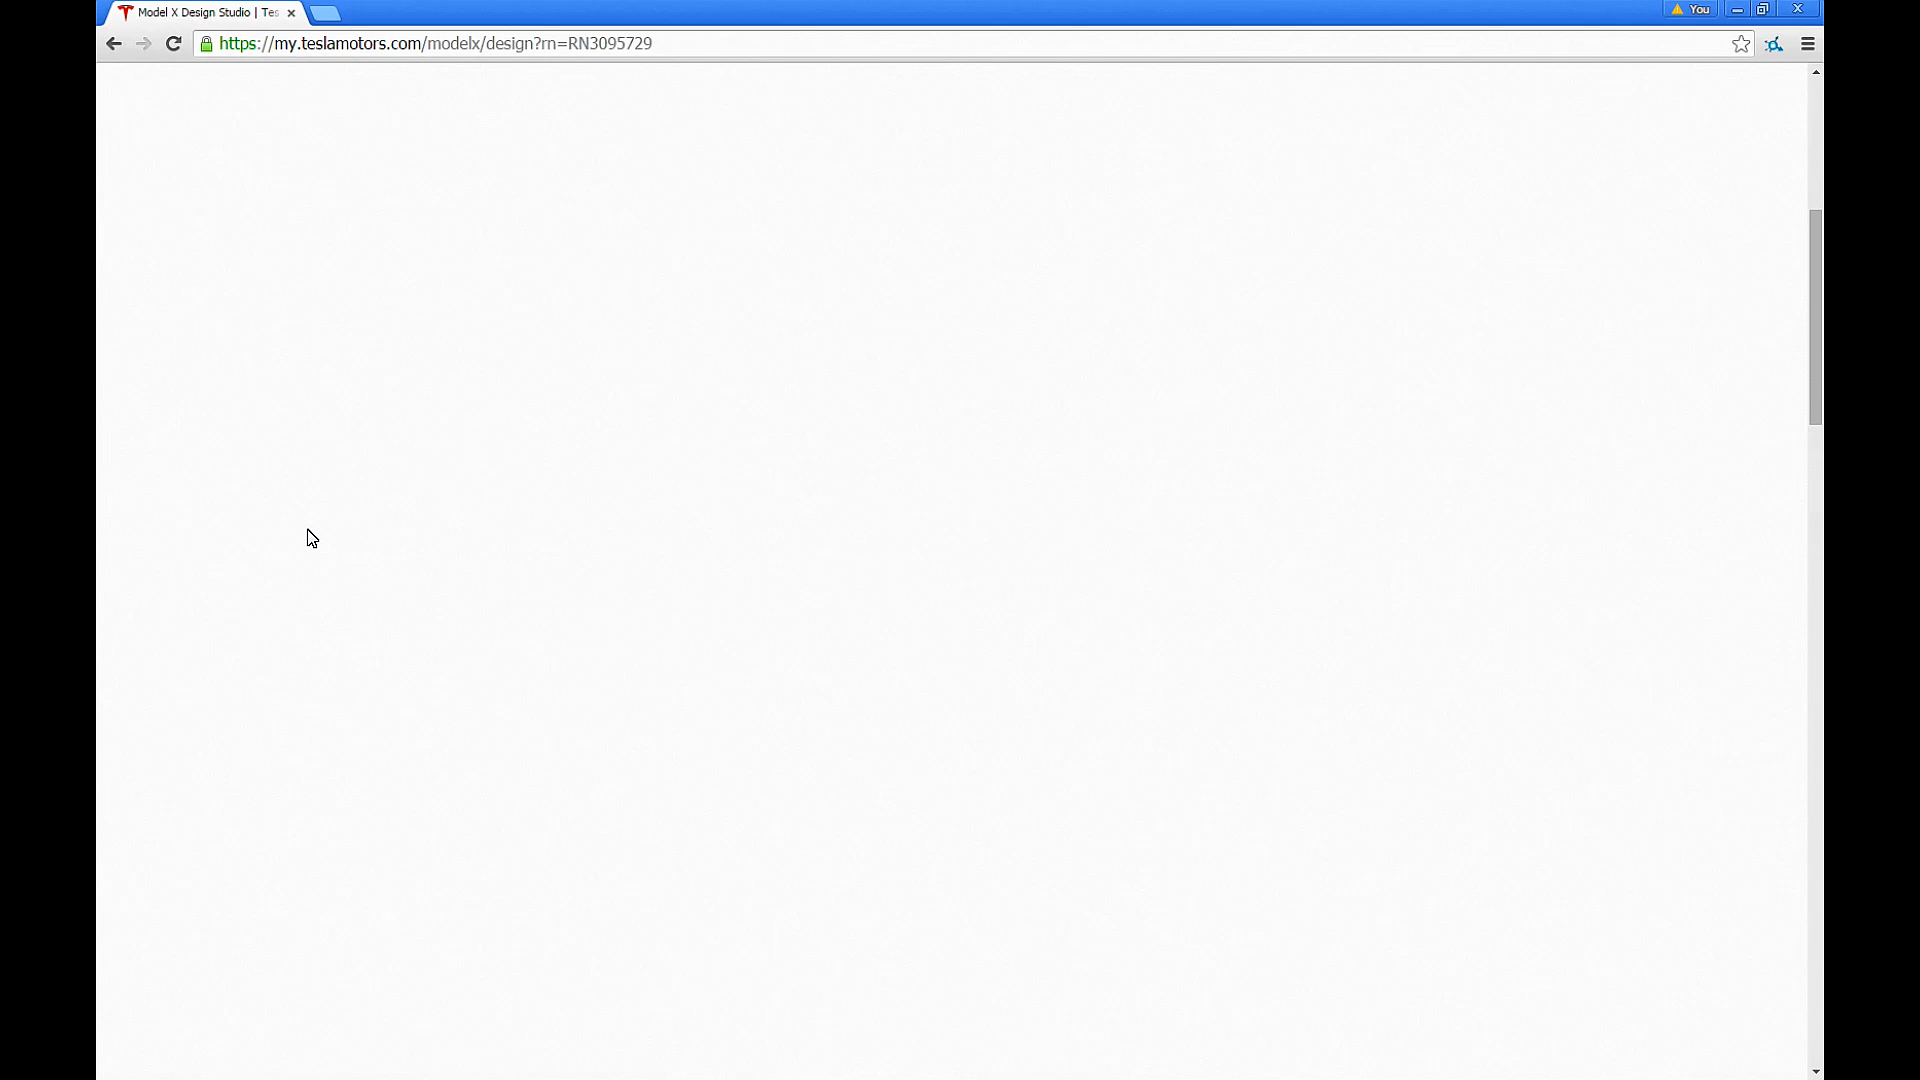 Model X Design Studio | Tes
You
https://my.teslamotors.com/modelx/design?rn=RN3095729